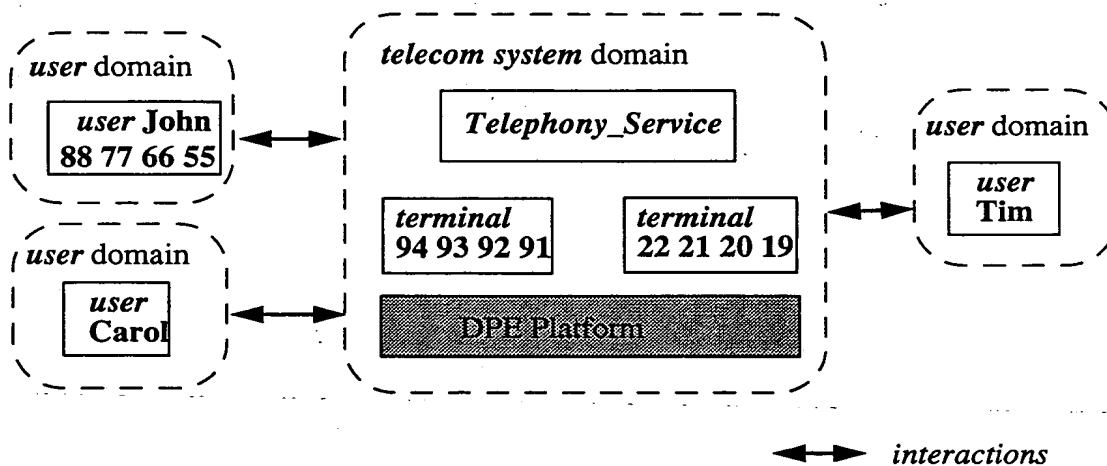 user domain
user John
88 77 66 55
user domain
user
Carol
telecom system domain
Telephony_Service
terminal
94 93 92 91
terminal
22 21 20 19
DPE Platform
user domain
user
Tim
interactions